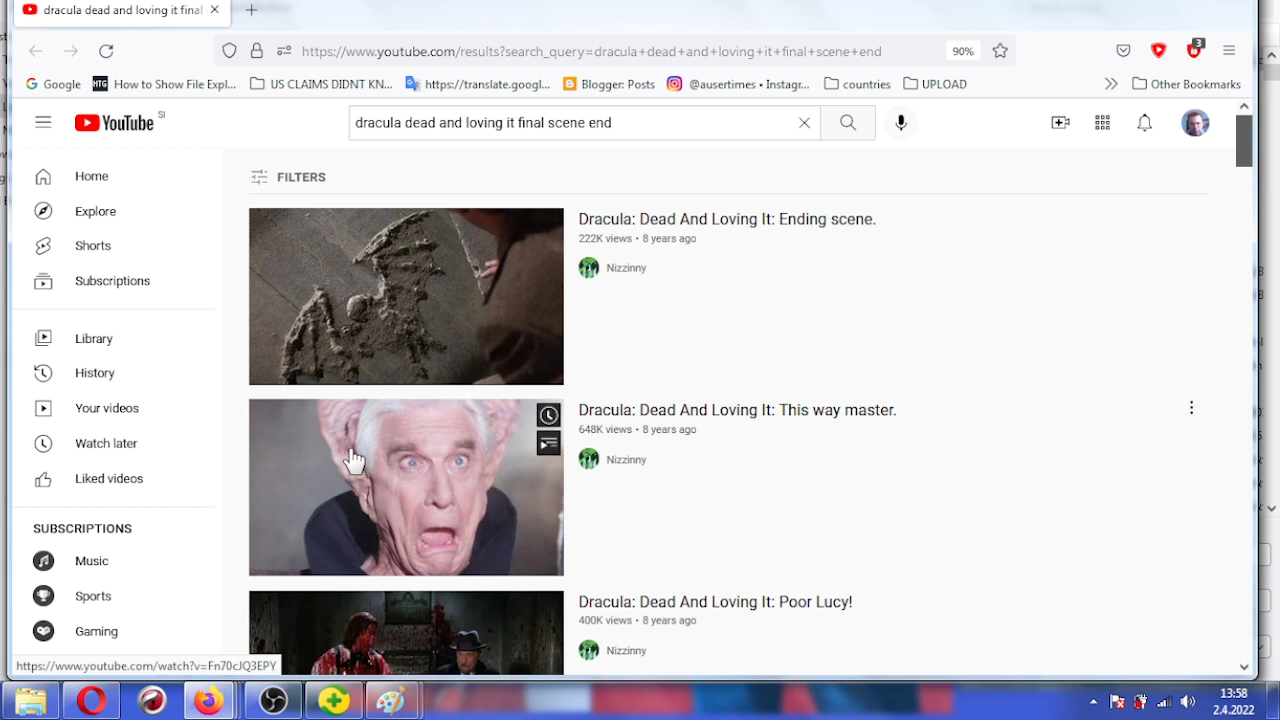 dracula dead and loving it final
https://www.youtube.com/results?search_query=dracula+dead+and+loving+it+final+scene+end
90%
3
Google
HTG
How to Show File Expl...
US CLAIMS DIDNT KN...
https://translate.googl...
Blogger: Posts
@ausertimes • Instagr...
countries
UPLOAD
Other Bookmarks
YouTube
SI
dracula dead and loving it final scene end
Home
Explore
Shorts
Subscriptions
Library
History
Your videos
Watch later
Liked videos
SUBSCRIPTIONS
Music
Sports
Gaming
FILTERS
Dracula: Dead And Loving It: Ending scene.
222K views • 8 years ago
Nizzinny
Dracula: Dead And Loving It: This way master.
648K views • 8 years ago
Nizzinny
Dracula: Dead And Loving It: Poor Lucy!
400K views • 8 years ago
Nizzinny
https://www.youtube.com/watch?v=Fn70cJQ3EPY
13:58
2.4.2022